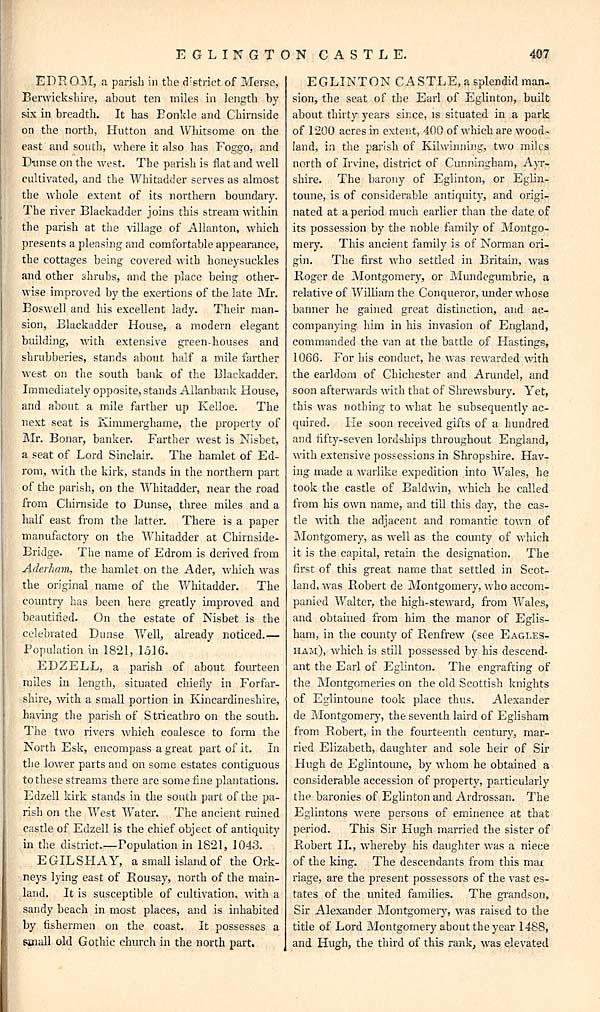 EGLINGTON CASTLE. 407
EDROM, a parish in the district of Merse,
Berwickshire, about ten miles in length by
six in breadth. It has Bonkle and Chirnside
on the north, Hutton and Whitsome on the
east and south, where it also has Foggo, and
Dunse on the west. The parish is flat and well
cultivated, and the Whitadder serves as almost
the whole extent of its northern boundary.
The river Blackadder joins this stream within
the parish at the village of Allanton, which
presents a pleasing and comfortable appearance,
the cottages being covered with honeysuckles
and other shrubs, and the place being other-
wise improved by the exertions of the late Mr.
Boswell and his excellent lady. Their man-
sion, Blackadder House, a modern elegant
building, with extensive green-houses and
shrubberies, stands about half a mile farther
west on the south bank of the Blackadder.
Immediately opposite, stands Allanbank House,
and about a mile farther up Kelloe. The
next seat is Kimmerghame, the property of
Mr. Bonar, banker. Farther west is Nisbet,
a seat of Lord Sinclair. The hamlet of Ed-
rom, with the kirk, stands in the northern part
of the parish, on the Whitadder, near the road
from Chirnside to Dunse, three miles and a
half east from the latter. There is a paper
manufactory on the Whitadder at Chirnside-
Bridge. The name of Edrom is derived from
Aderham, the hamlet on the Ader, which was
the original name of the Whitadder. The
country has been here greatly improved and
beautified. On the estate of Nisbet is the
celebrated Dunse Well, already noticed.—
Population in 1821, 1516.
EDZELL, a parish of about fourteen
miles in length, situated chiefly in Forfar-
shire, with a small portion in Kincardineshire,
having the parish of Stricathro on the south.
The two rivers which coalesce to form the
North Esk, encompass a great part of it. In
the lower parts and on some estates contiguous
to these streams there are some fine plantations.
Edzell kirk stands in the south part of the pa-
rish on the West Water. The ancient ruined
castle of Edzell is the chief object of antiquity
in the district.—Population in 1821, 1043.
EGILSHAY, a small island of the Ork-
neys lying east of Rousay, north of the main-
land. It is susceptible of cultivation, with a
sandy beach in most places, and is inhabited
by fishermen on the coast. It possesses a
small old Gothic church in the north part.
EGLINTON CASTLE, a splendid man-
sion, the seat of the Earl of Eglinton, built
about thirty years since, is situated in a park
of 1200 acres in extent, 400 of which are wood-
land, in the parish of Kilwinning, two miles
north of Irvine, district of Cunningham, Ayr-
shire. The barony of Eglinton, or Eglin-
toune, is of considerable antiquity, and origi-
nated at a period much earlier than the date of
its possession by the noble family of Montgo-
mery. This ancient family is of Norman ori-
gin. The first who settled in Britain, was
Roger de Montgomery, or Mundegumbrie, a
relative of William the Conqueror, under whose
banner he gained great distinction, and ac-
companying him in his invasion of England,
commanded the van at the battle of Hastings,
1066. For his conduct, he was rewarded with
the earldom of Chichester and Arundel, and
soon afterwards with that of Shrewsbury. Yet,
this was nothing to what he subsequently ac-
quired. He soon received gifts of a hundred
and fifty-seven lordships throughout England,
with extensive possessions in Shropshire. Hav-
ing made a warlike expedition into Wales, he
took the castle of Baldwin, which he called
from his own name, and till this day, the cas-
tle with the adjacent and romantic town of
Montgomery, as well as the county of which
it is the capital, retain the designation. The
first of this great name that settled in Scot-
land, was Robert de Montgomery, who accom-
panied Walter, the high-steward, from Wales,
and obtained from him the manor of Eglis-
ham, in the county of Renfrew (see EAGLES-
HAM), which is still possessed by his descend-
ant the Earl of Eglinton. The engrafting of
the Montgomeries on the old Scottish knights
of Eglintoune took place thus. Alexander
de Montgomery, the seventh laird of Eglisham
from Robert, in the fourteenth century, mar-
ried Elizabeth, daughter and sole heir of Sir
Hugh de Eglintoune, by whom he obtained a
considerable accession of property, particularly
the baronies of Eglinton and Ardrossan. The
Eglintons were persons of eminence at that
period. This Sir Hugh married the sister of
Robert II., whereby his daughter was a niece
of the king. The descendants from this mar
riage, are the present possessors of the vast es-
tates of the united families. The grandson,
Sir Alexander Montgomery, was raised to the
title of Lord Montgomery about the year 1488,
and Hugh, the third of this rank, was elevated